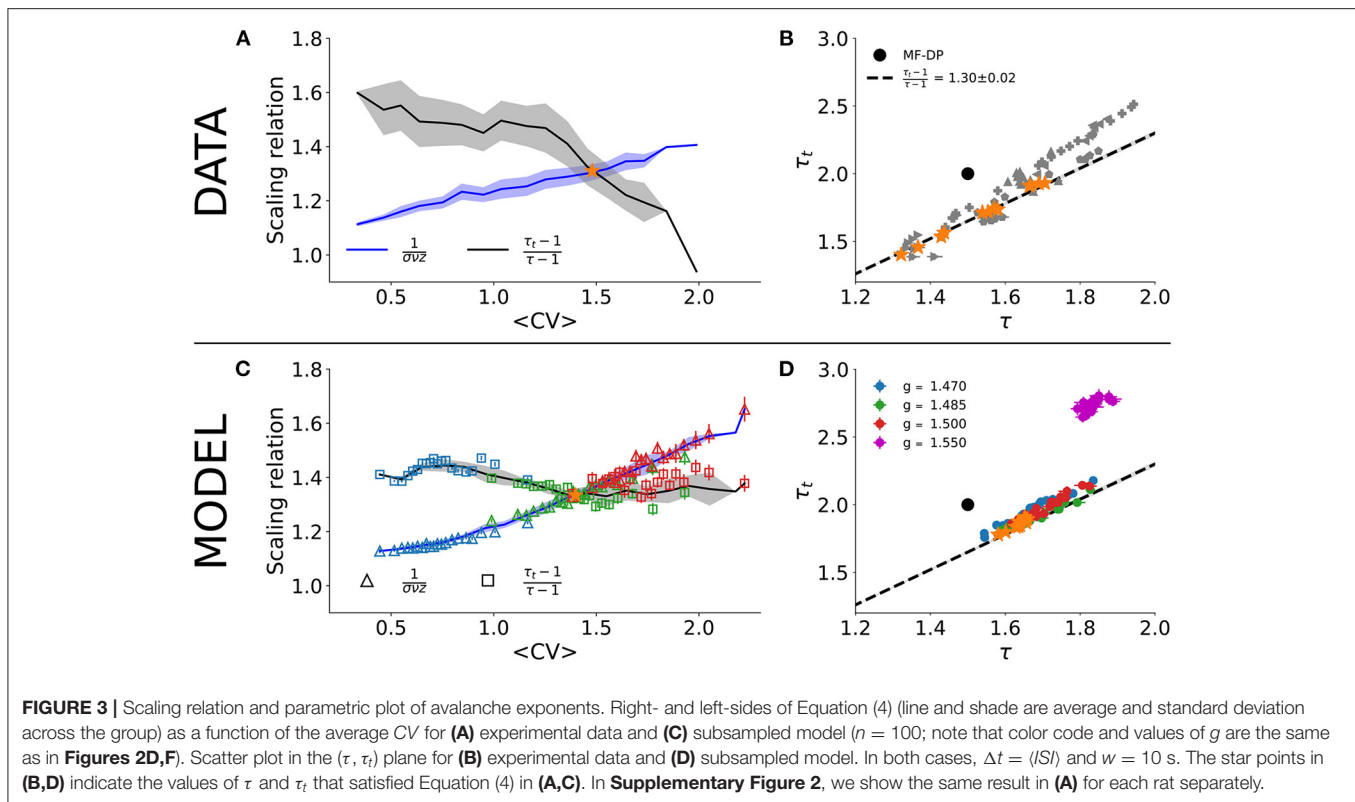 DATA
A
1.8
1.6
1.4
1.2
1.0
Scaling relation
1/σνz
τt − 1/τ − 1
0.5 1.0 1.5 2.0
<CV>
B
3.0
2.5
2.0
1.5
τt
MF-DP
τt−1/τ−1 = 1.30±0.02
1.2 1.4 1.6 1.8 2.0
τ
MODEL
C
1.8
1.6
1.4
1.2
1.0
Scaling relation
1/σνz
τt − 1/τ − 1
0.5 1.0 1.5 2.0
<CV>
D
3.0
2.5
2.0
1.5
τt
g = 1.470
g = 1.485
g = 1.500
g = 1.550
1.2 1.4 1.6 1.8 2.0
τ
FIGURE 3 | Scaling relation and parametric plot of avalanche exponents. Right- and left-sides of Equation (4) (line and shade are average and standard deviation
across the group) as a function of the average CV for (A) experimental data and (C) subsampled model (n = 100; note that color code and values of g are the same
as in Figures 2D,F). Scatter plot in the (τ, τt) plane for (B) experimental data and (D) subsampled model. In both cases, Δt = ⟨ISI⟩ and w = 10 s. The star points in
(B,D) indicate the values of τ and τt that satisfied Equation (4) in (A,C). In Supplementary Figure 2, we show the same result in (A) for each rat separately.